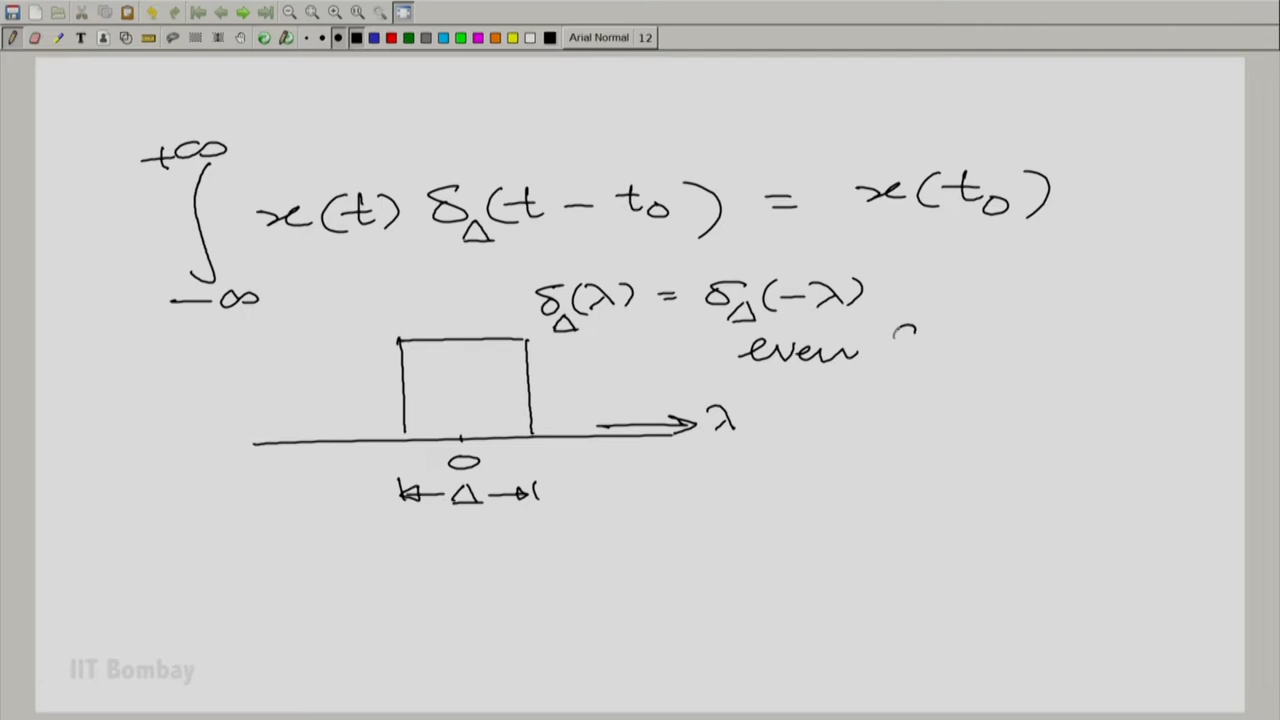 Arial Normal 12
+∞
∫ x(t) δ_Δ(t − t₀) = x(t₀)
−∞
δ_Δ(λ) = δ_Δ(−λ)
even
λ
0
Δ
IIT Bombay